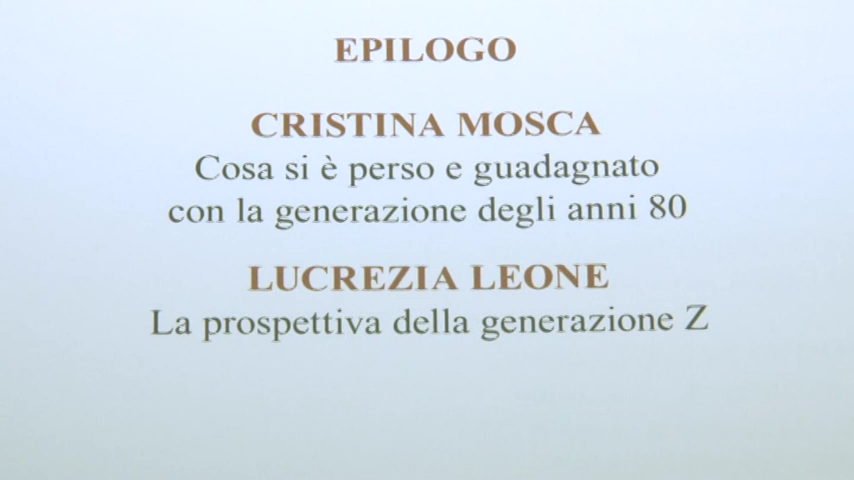 EPILOGO
CRISTINA MOSCA
Cosa si è perso e guadagnato
con la generazione degli anni 80
LUCREZIA LEONE
La prospettiva della generazione Z